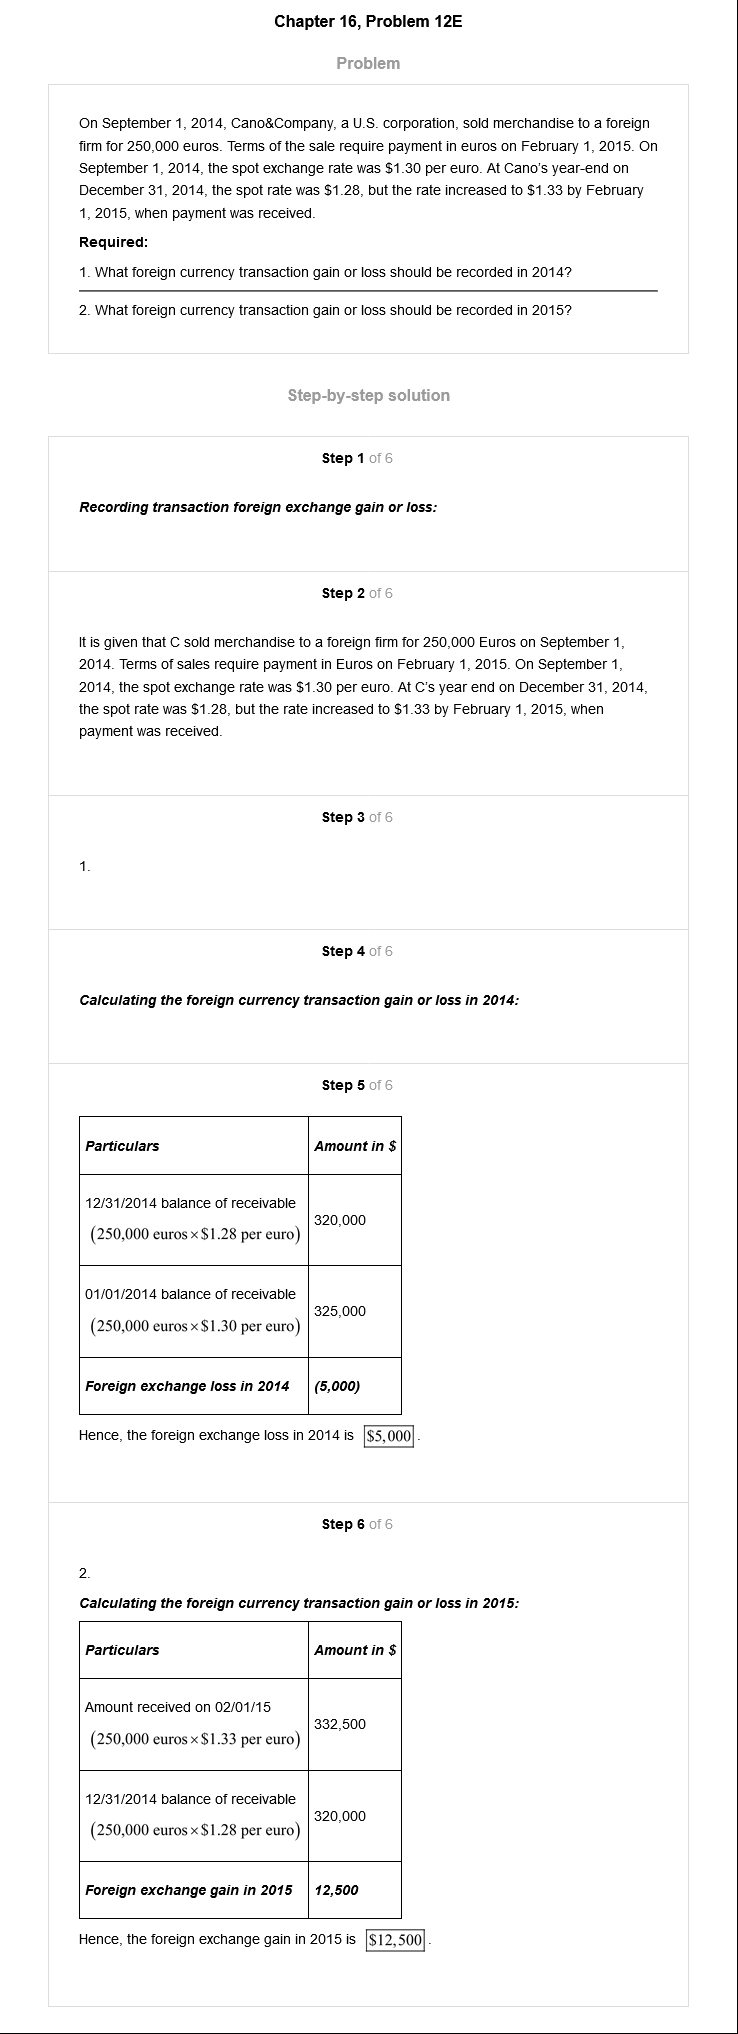 Chapter 16, Problem 12E
Problem
On September 1, 2014, Cano&Company, a U.S. corporation, sold merchandise to a foreign
firm for 250,000 euros. Terms of the sale require payment in euros on February 1, 2015. On
September 1, 2014, the spot exchange rate was $1.30 per euro. At Cano's year-end on
December 31, 2014, the spot rate was $1.28, but the rate increased to $1.33 by February
1, 2015, when payment was received.
Required:
1. What foreign currency transaction gain or loss should be recorded in 2014?
2. What foreign currency transaction gain or loss should be recorded in 2015?
Step-by-step solution
Step 1 of 6
Recording transaction foreign exchange gain or loss:
Step 2 of 6
It is given that C sold merchandise to a foreign firm for 250,000 Euros on September 1,
2014. Terms of sales require payment in Euros on February 1, 2015. On September 1,
2014, the spot exchange rate was $1.30 per euro. At C's year end on December 31, 2014,
the spot rate was $1.28, but the rate increased to $1.33 by February 1, 2015, when
payment was received.
Step 3 of 6
1.
Step 4 of 6
Calculating the foreign currency transaction gain or loss in 2014:
Step 5 of 6
Particulars Amount in $
12/31/2014 balance of receivable
(250,000 euros × $1.28 per euro) 320,000
01/01/2014 balance of receivable
(250,000 euros × $1.30 per euro) 325,000
Foreign exchange loss in 2014 (5,000)
Hence, the foreign exchange loss in 2014 is $5,000.
Step 6 of 6
2.
Calculating the foreign currency transaction gain or loss in 2015:
Particulars Amount in $
Amount received on 02/01/15
(250,000 euros × $1.33 per euro) 332,500
12/31/2014 balance of receivable
(250,000 euros × $1.28 per euro) 320,000
Foreign exchange gain in 2015 12,500
Hence, the foreign exchange gain in 2015 is $12,500.